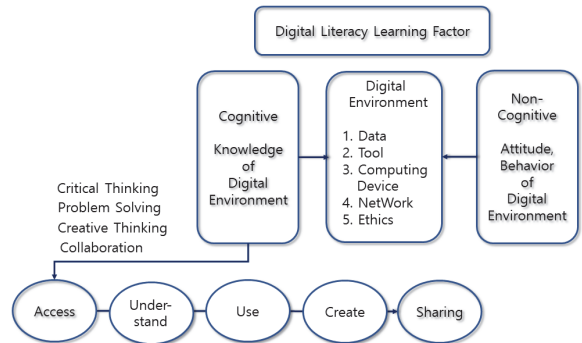 Digital Literacy Learning Factor
Cognitive
Knowledge
of
Digital
Environment
Digital
Environment
1. Data
2. Tool
3. Computing
Device
4. NetWork
5. Ethics
Non-
Cognitive
Attitude,
Behavior
of
Digital
Environment
Critical Thinking
Problem Solving
Creative Thinking
Collaboration
Access
Under-
stand
Use
Create
Sharing